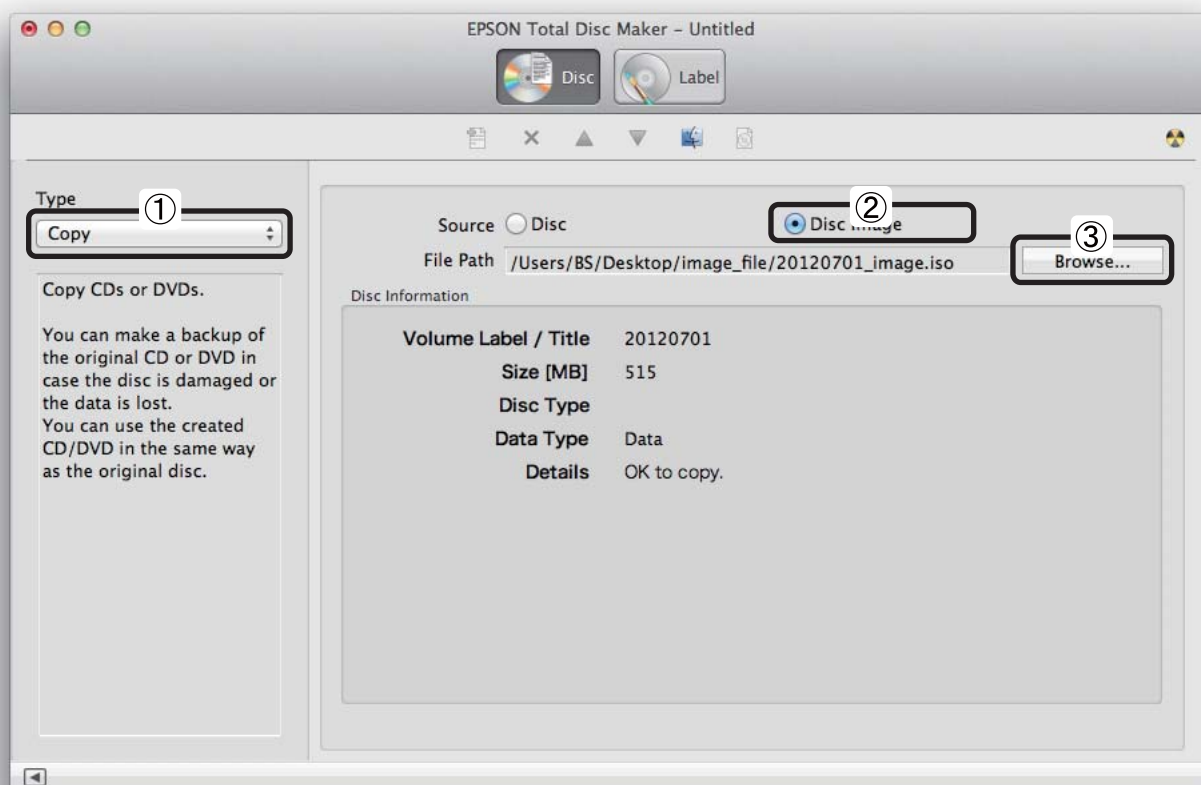 EPSON Total Disc Maker – Untitled
Disc
Label
Type
①
Copy
Copy CDs or DVDs.
You can make a backup of
the original CD or DVD in
case the disc is damaged or
the data is lost.
You can use the created
CD/DVD in the same way
as the original disc.
Source Disc Disc Image
②
③
File Path /Users/BS/Desktop/image_file/20120701_image.iso Browse...
Disc Information
Volume Label / Title 20120701
Size [MB] 515
Disc Type
Data Type Data
Details OK to copy.